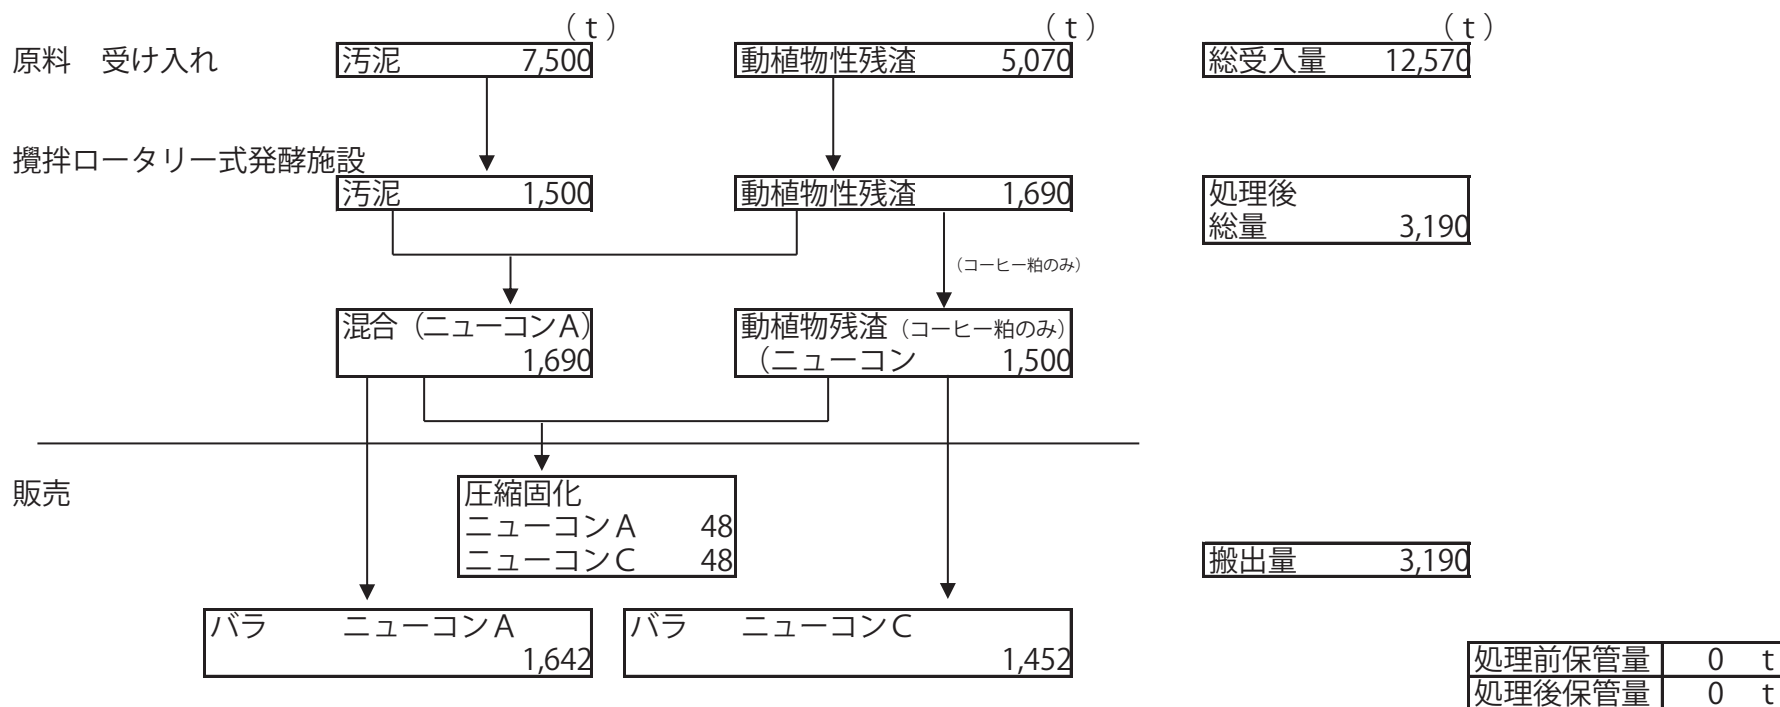 （ｔ） （ｔ） （ｔ）
原料　受け入れ 汚泥 7,500 動植物性残渣 5,070 総受入量 12,570
攪拌ロータリー式発酵施設
汚泥 1,500 動植物性残渣 1,690 処理後
総量 3,190
（コーヒー粕のみ）
混合（ニューコンＡ） 動植物残渣（コーヒー粕のみ）
1,690 （ニューコン 1,500
販売 圧縮固化
ニューコンＡ 48
ニューコンＣ 48 搬出量 3,190
バラ ニューコンＡ バラ ニューコンＣ
1,642 1,452
処理前保管量 0 ｔ
処理後保管量 0 ｔ